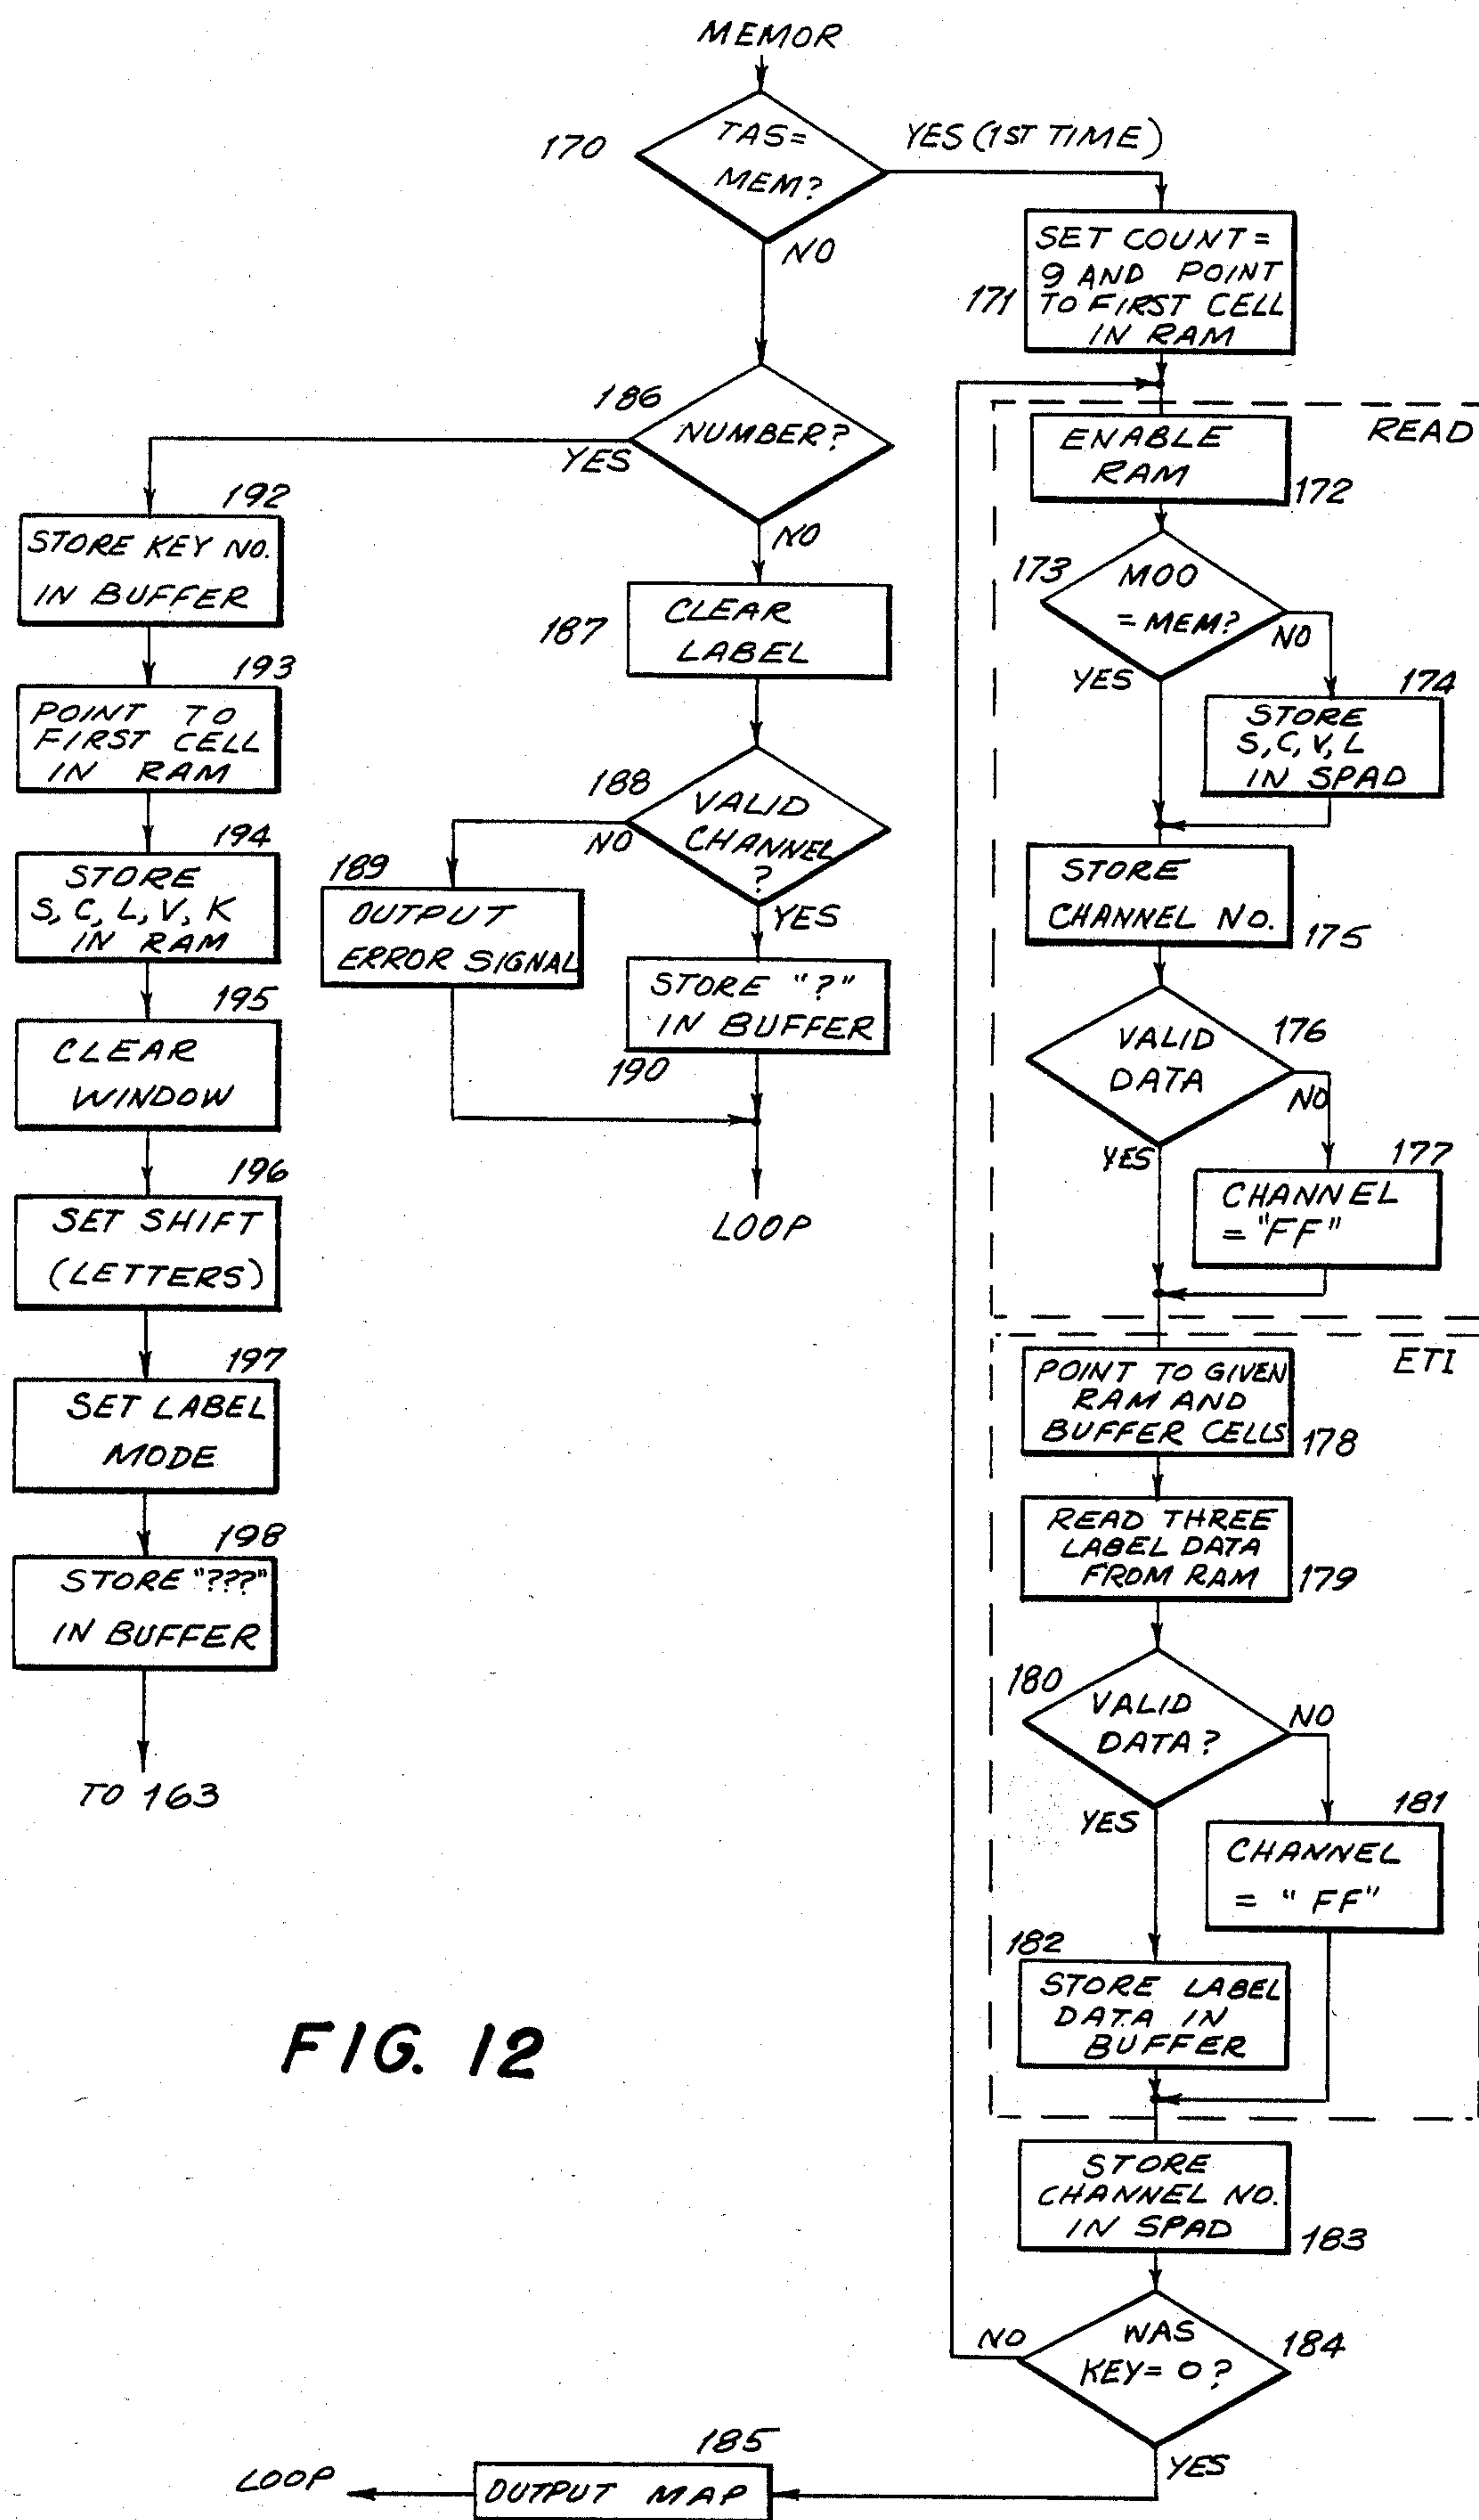 MEMOR
170
TAS=
MEM?
YES (1ST TIME)
NO
171
SET COUNT=
9 AND POINT
TO FIRST CELL
IN RAM
186
NUMBER?
YES
NO
READ
ENABLE
RAM
172
173
MOO
=MEM?
NO
YES
174
STORE
S, C, V, L
IN SPAD
STORE
CHANNEL NO.
175
VALID
DATA
176
NO
YES
177
CHANNEL
="FF"
192
STORE KEY NO.
IN BUFFER
193
POINT TO
FIRST CELL
IN RAM
194
STORE
S, C, L, V, K
IN RAM
195
CLEAR
WINDOW
196
SET SHIFT
(LETTERS)
197
SET LABEL
MODE
198
STORE "???"
IN BUFFER
TO 163
187
CLEAR
LABEL
188
VALID
CHANNEL
?
NO
YES
189
OUTPUT
ERROR SIGNAL
STORE "?"
IN BUFFER
190
LOOP
ETI
POINT TO GIVEN
RAM AND
BUFFER CELLS
178
READ THREE
LABEL DATA
FROM RAM
179
180
VALID
DATA?
NO
YES
181
CHANNEL
= "FF"
182
STORE LABEL
DATA IN
BUFFER
STORE
CHANNEL NO.
IN SPAD
183
NO
WAS
KEY= 0?
184
YES
185
OUTPUT MAP
LOOP
FIG. 12